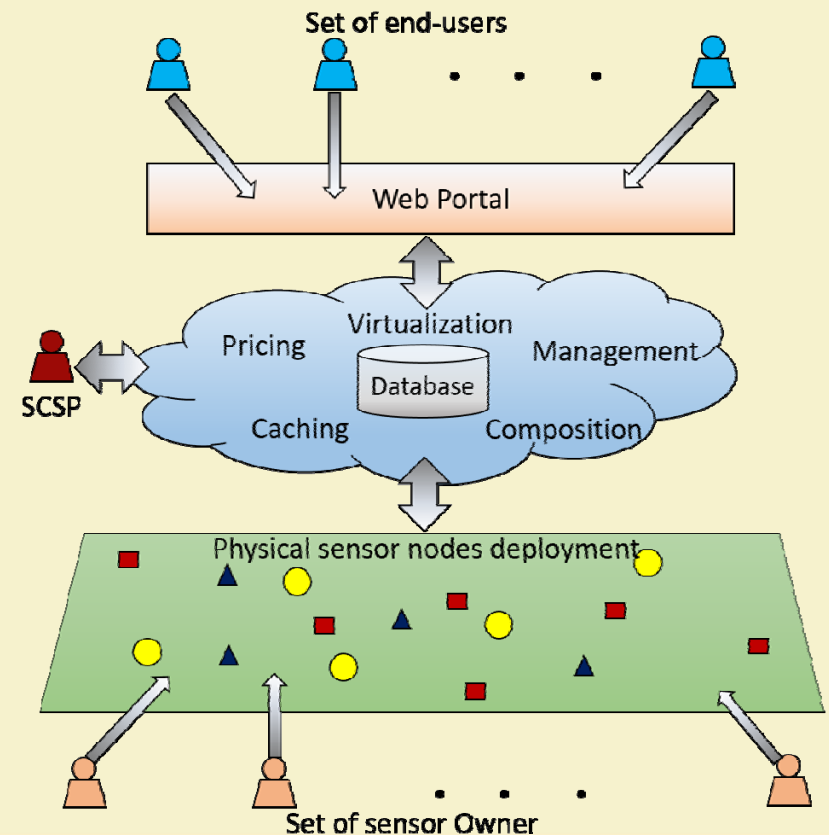 Set of end-users
Web Portal
Virtualization
Pricing
Management
Database
SCSP
Caching
Composition
Physical sensor nodes deployment
Set of sensor Owner